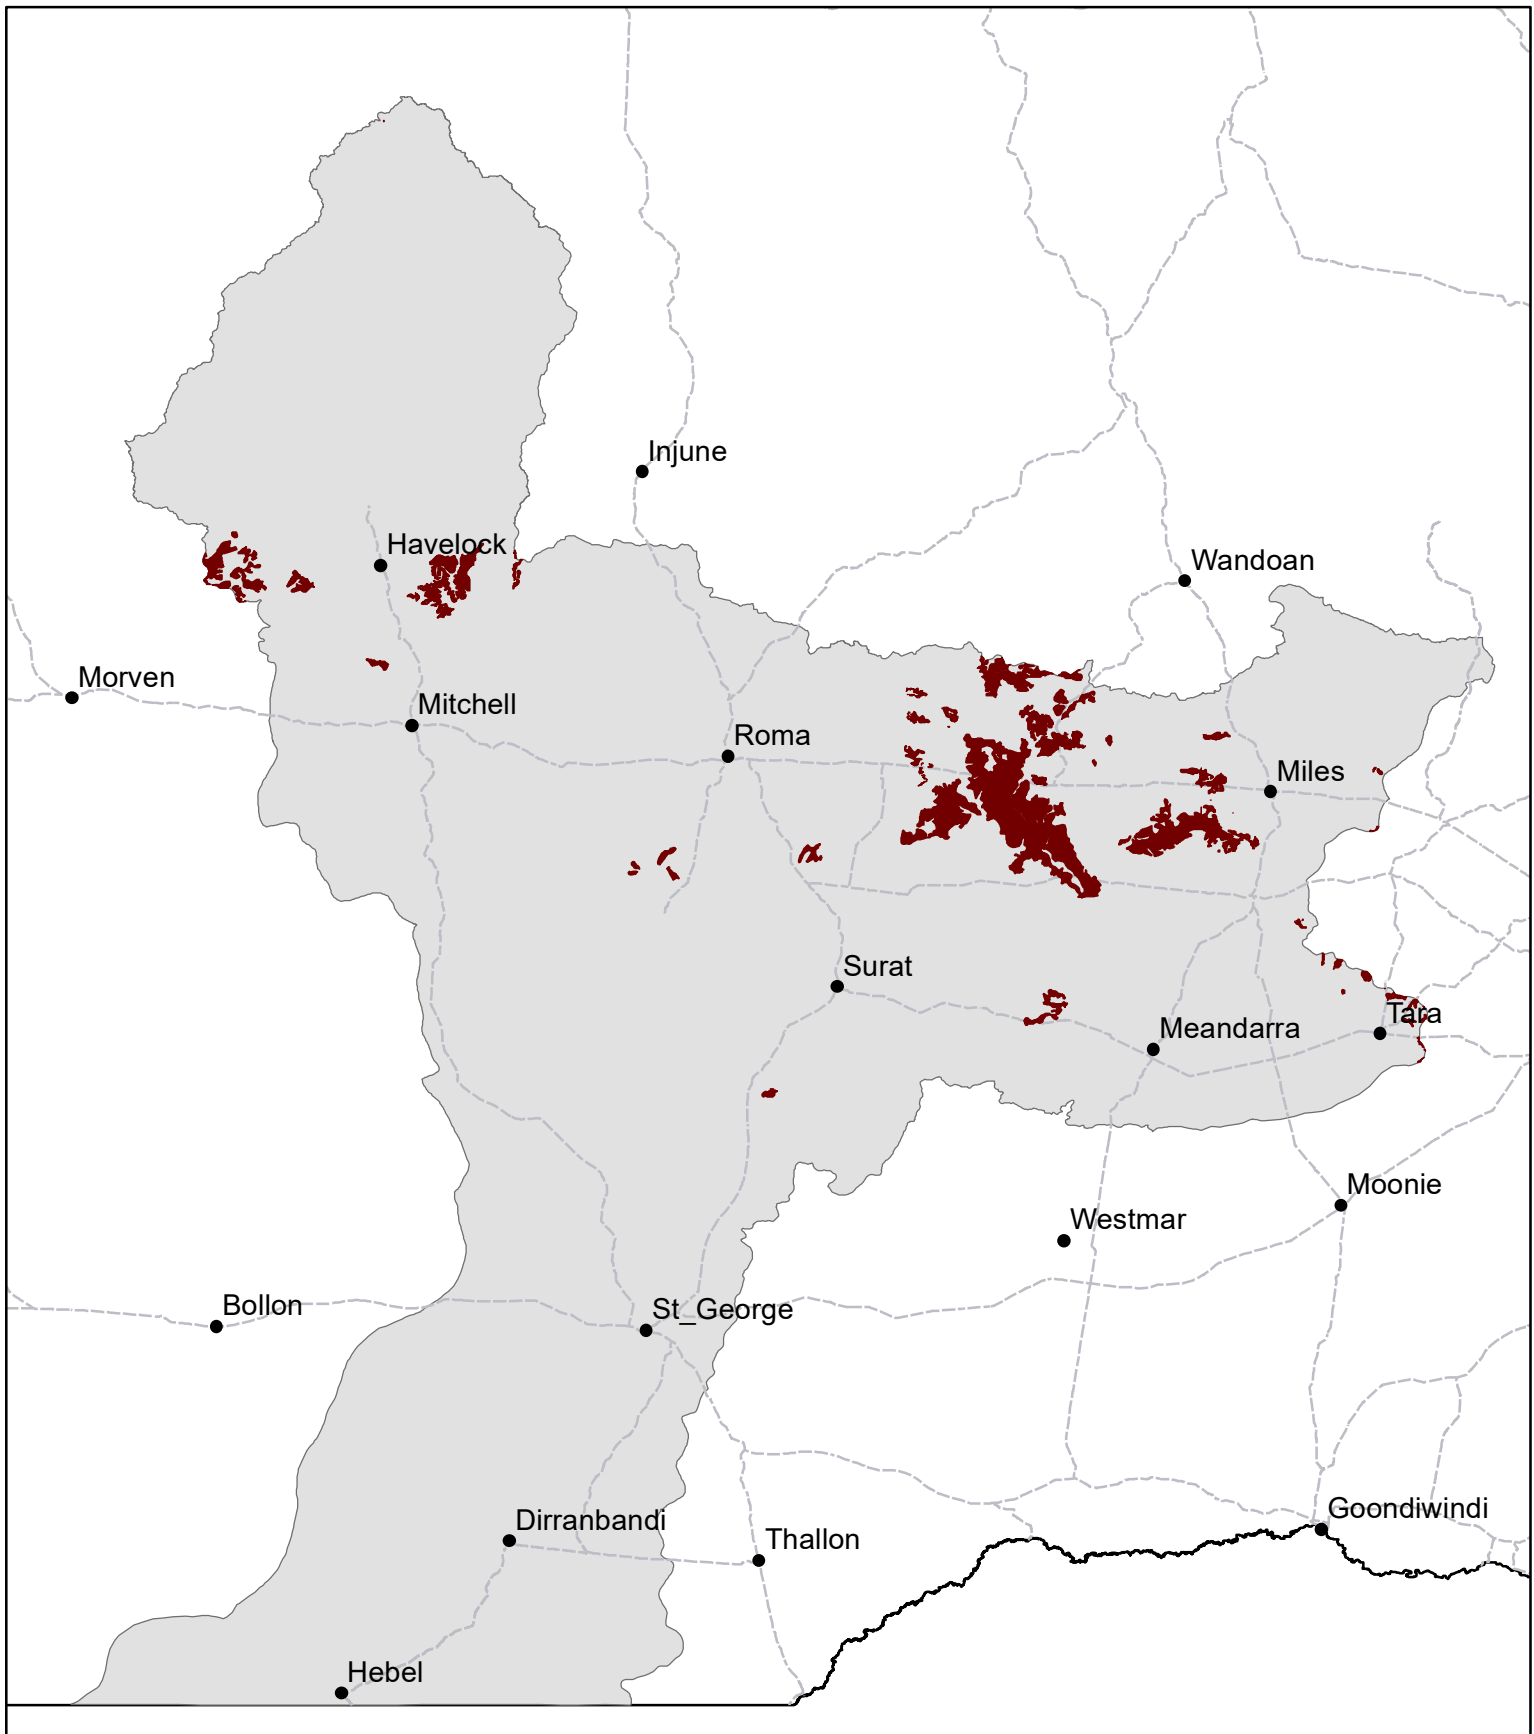 Injune
Havelock
Wandoan
Morven
Mitchell
Roma
Miles
Surat
Tara
Meandarra
Moonie
Westmar
Bollon
St_George
Goondiwindi
Dirranbandi
Thallon
Hebel